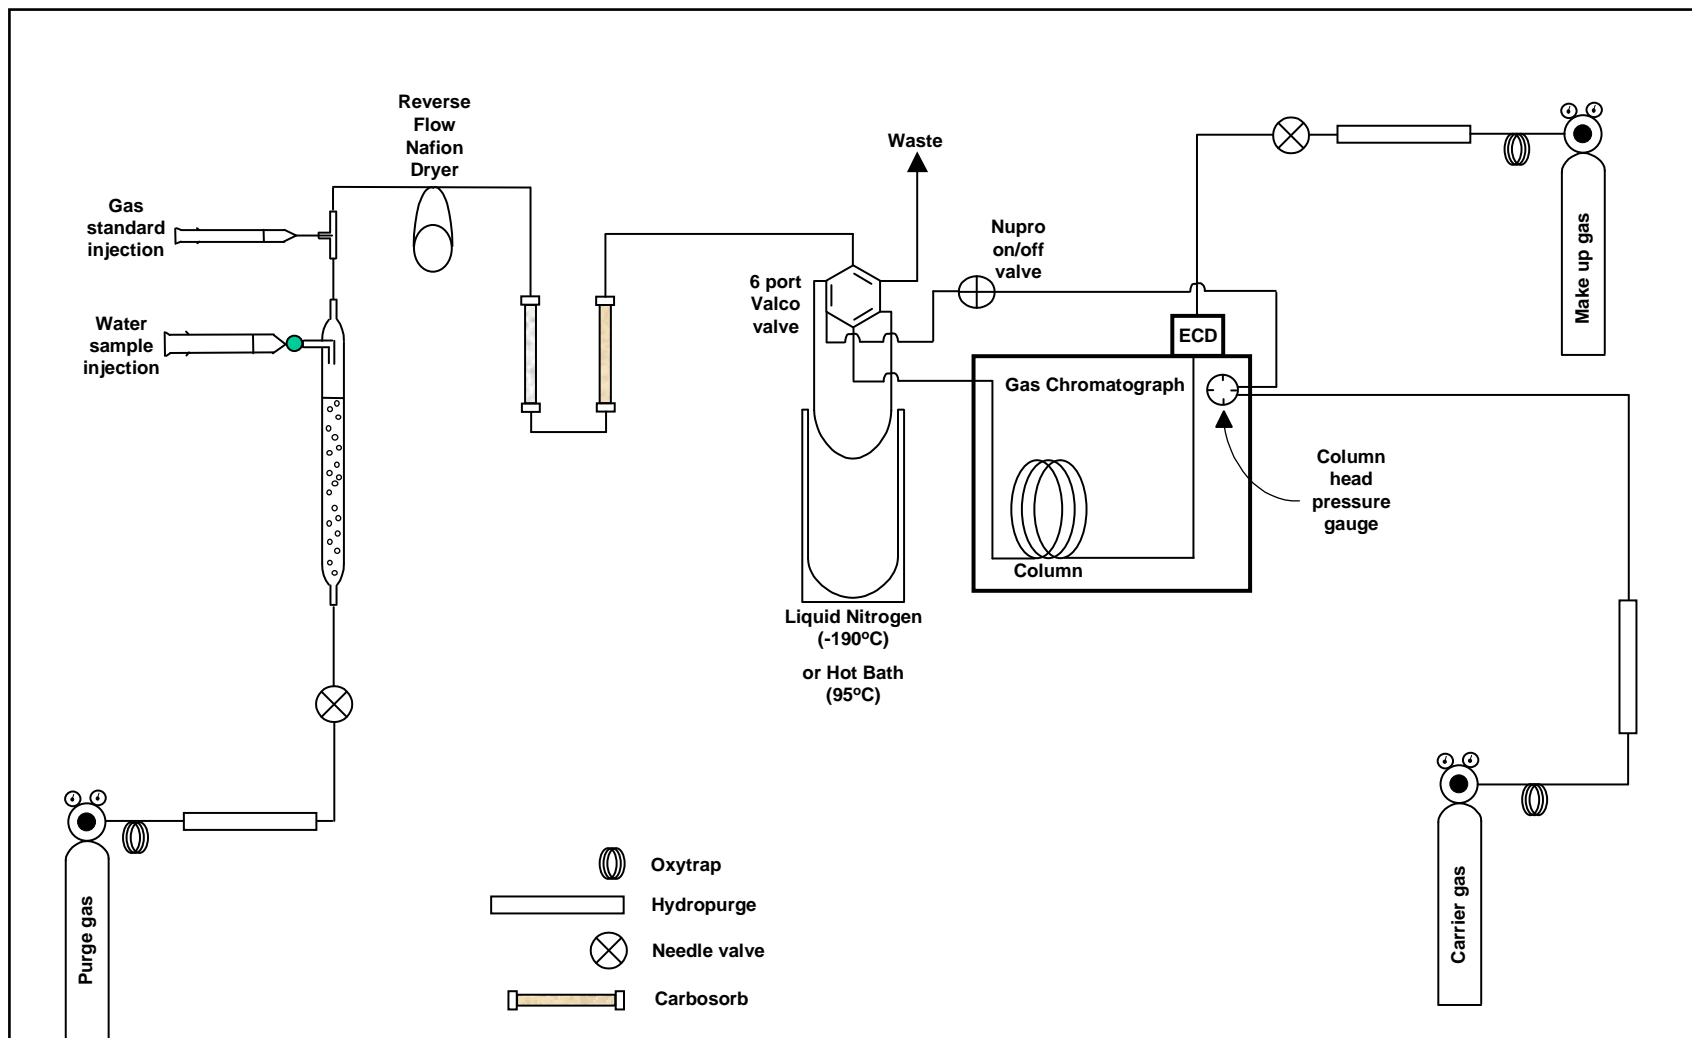 Reverse
Flow
Nafion
Dryer
Waste
Gas
standard
injection
Nupro
on/off
valve
Make up gas
6 port
Valco
valve
Water
sample
injection
ECD
Gas Chromatograph
Column
head
pressure
gauge
Column
Liquid Nitrogen
(-190ºC)
or Hot Bath
(95ºC)
Purge gas
Carrier gas
Oxytrap
Hydropurge
Needle valve
Carbosorb